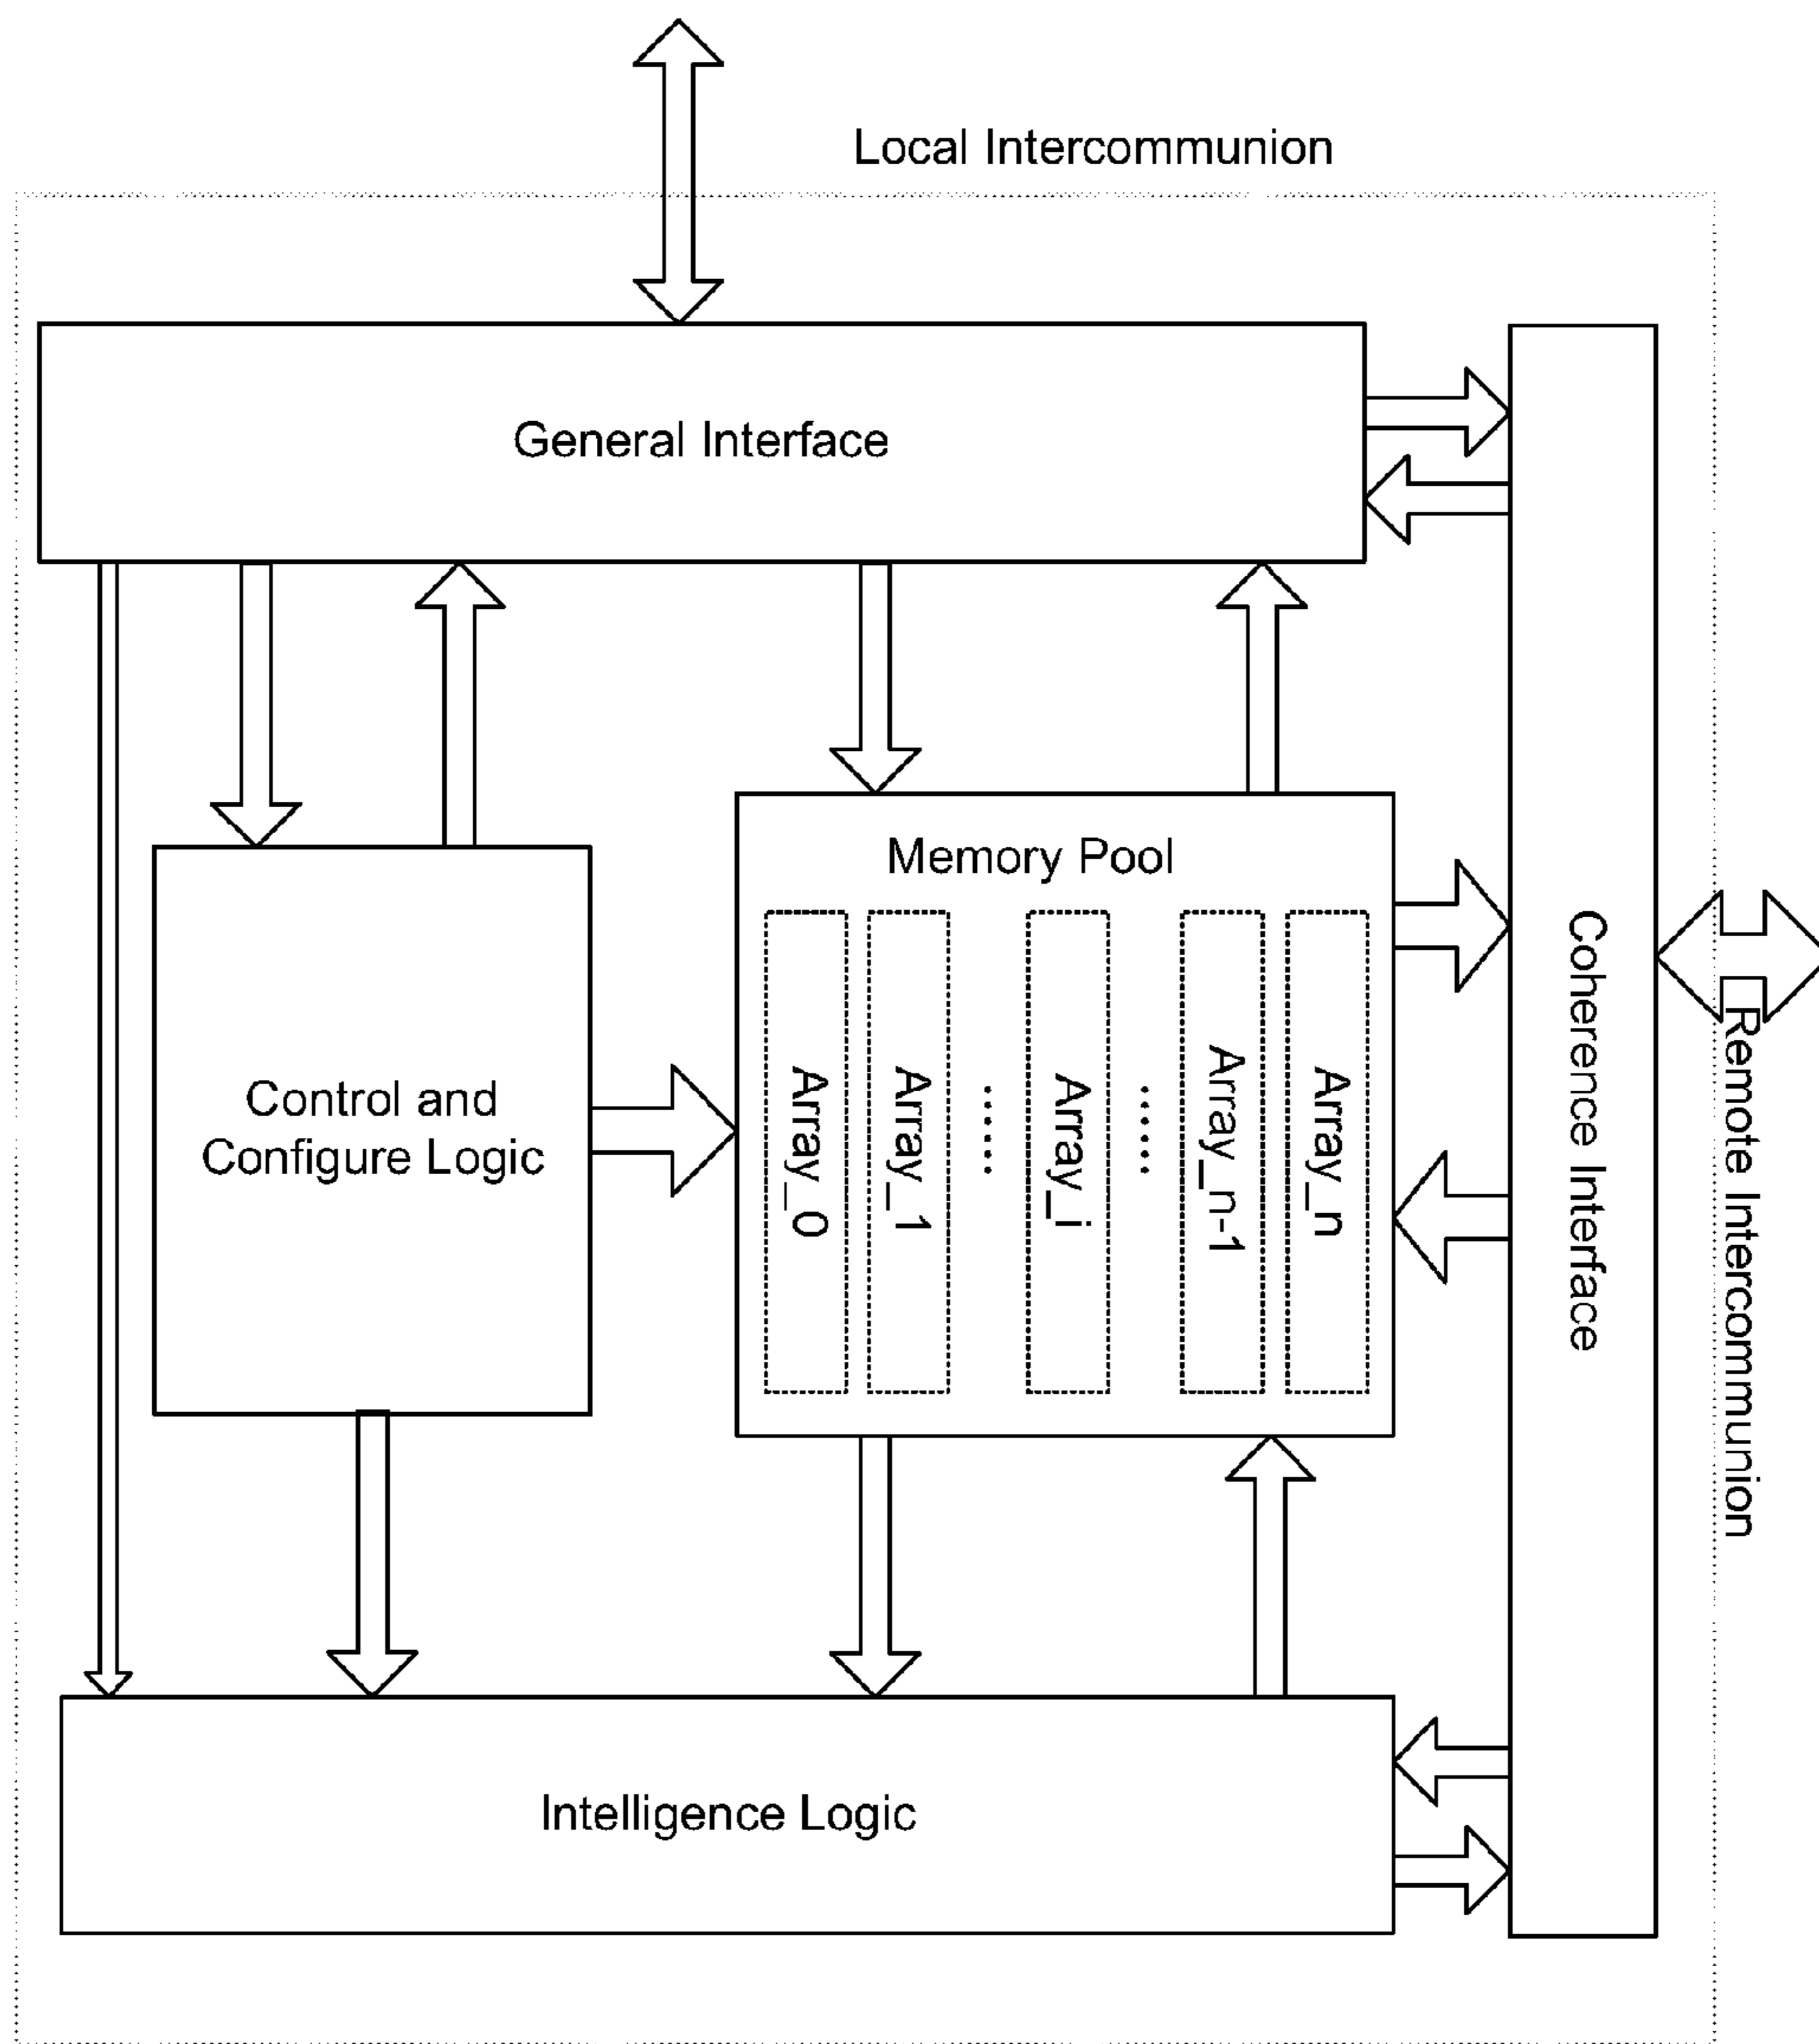 Local Intercommunion
General Interface
Memory Pool
Array_0
Array_1
......
Array_i
......
Array_n-1
Array_n
Control and
Configure Logic
Coherence Interface
Remote Intercommunion
Intelligence Logic